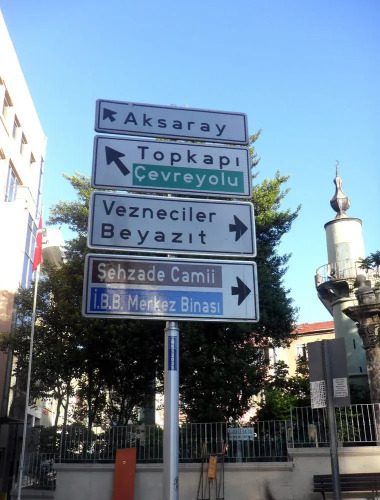 Aksaray
Topkapı
Çevreyolu
Vezneciler
Beyazıt
Şehzade Camii
İ.B.B. Merkez Binası